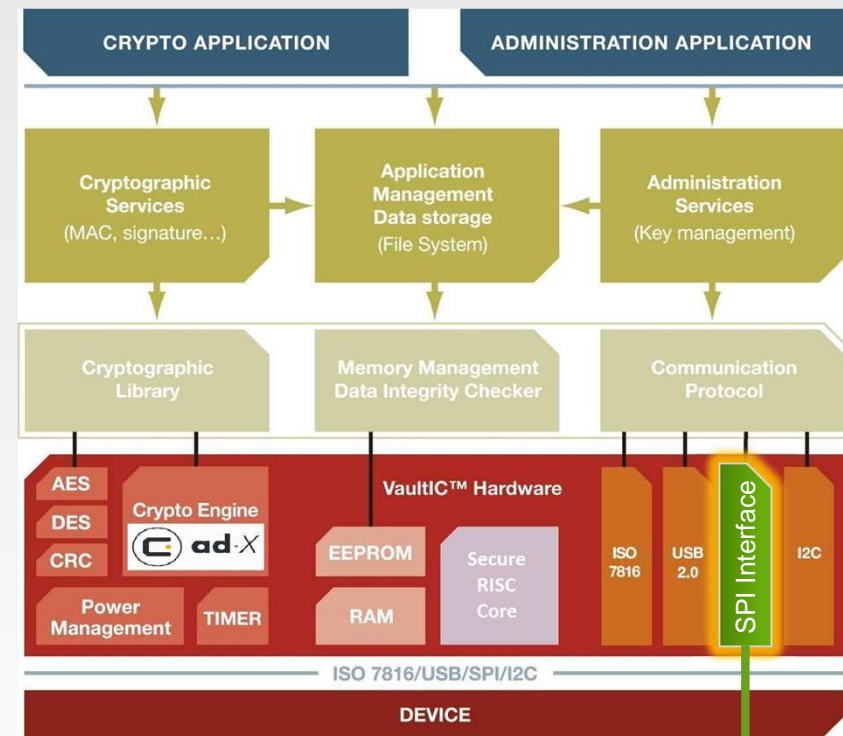 CRYPTO APPLICATION
ADMINISTRATION APPLICATION
Cryptographic
Services
(MAC, signature...)
Application
Management
Data storage
(File System)
Administration
Services
(Key management)
Cryptographic
Library
Memory Management
Data Integrity Checker
Communication
Protocol
AES
DES
CRC
Crypto Engine
ad-X
Power
Management
TIMER
VaultIC™ Hardware
EEPROM
RAM
Secure
RISC
Core
ISO
7816
USB
2.0
SPI Interface
I2C
ISO 7816/USB/SPI/I2C
DEVICE